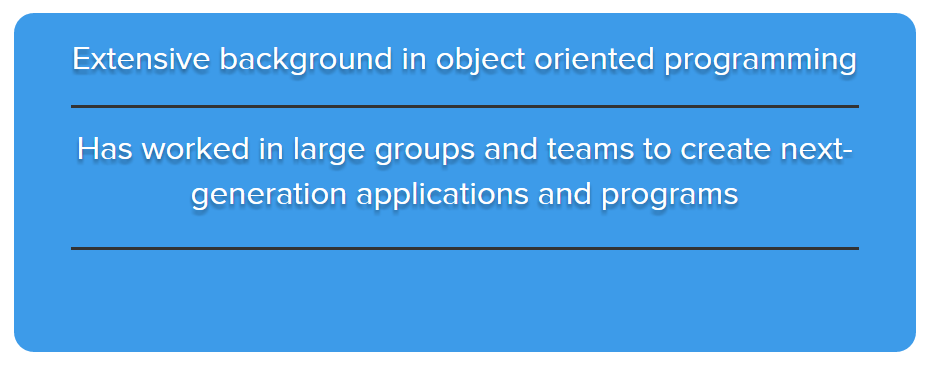 Extensive background in object oriented programming
Has worked in large groups and teams to create next-
generation applications and programs